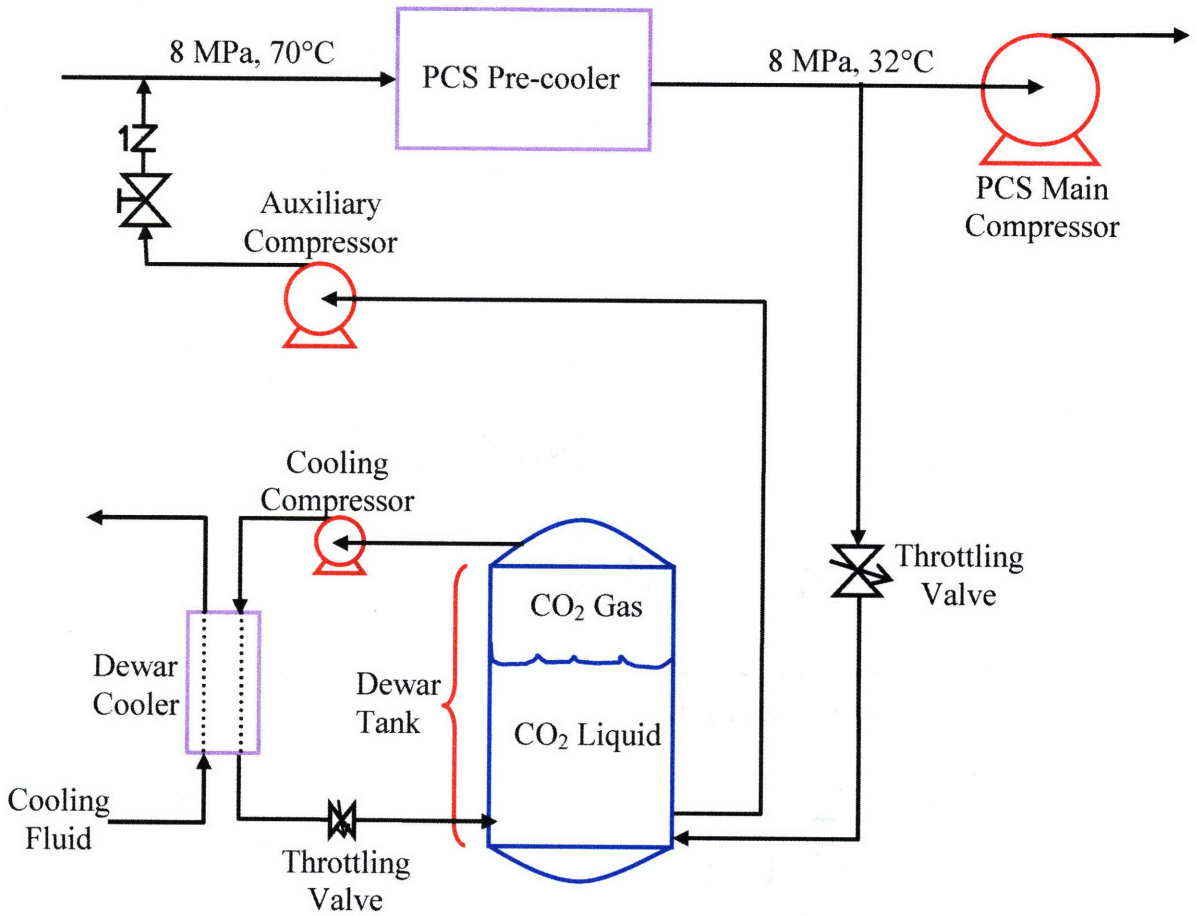 8 MPa, 70°C
PCS Pre-cooler
8 MPa, 32°C
PCS Main
Compressor
Auxiliary
Compressor
Cooling
Compressor
Throttling
Valve
CO₂ Gas
Dewar
Cooler
Dewar
Tank
CO₂ Liquid
Cooling
Fluid
Throttling
Valve